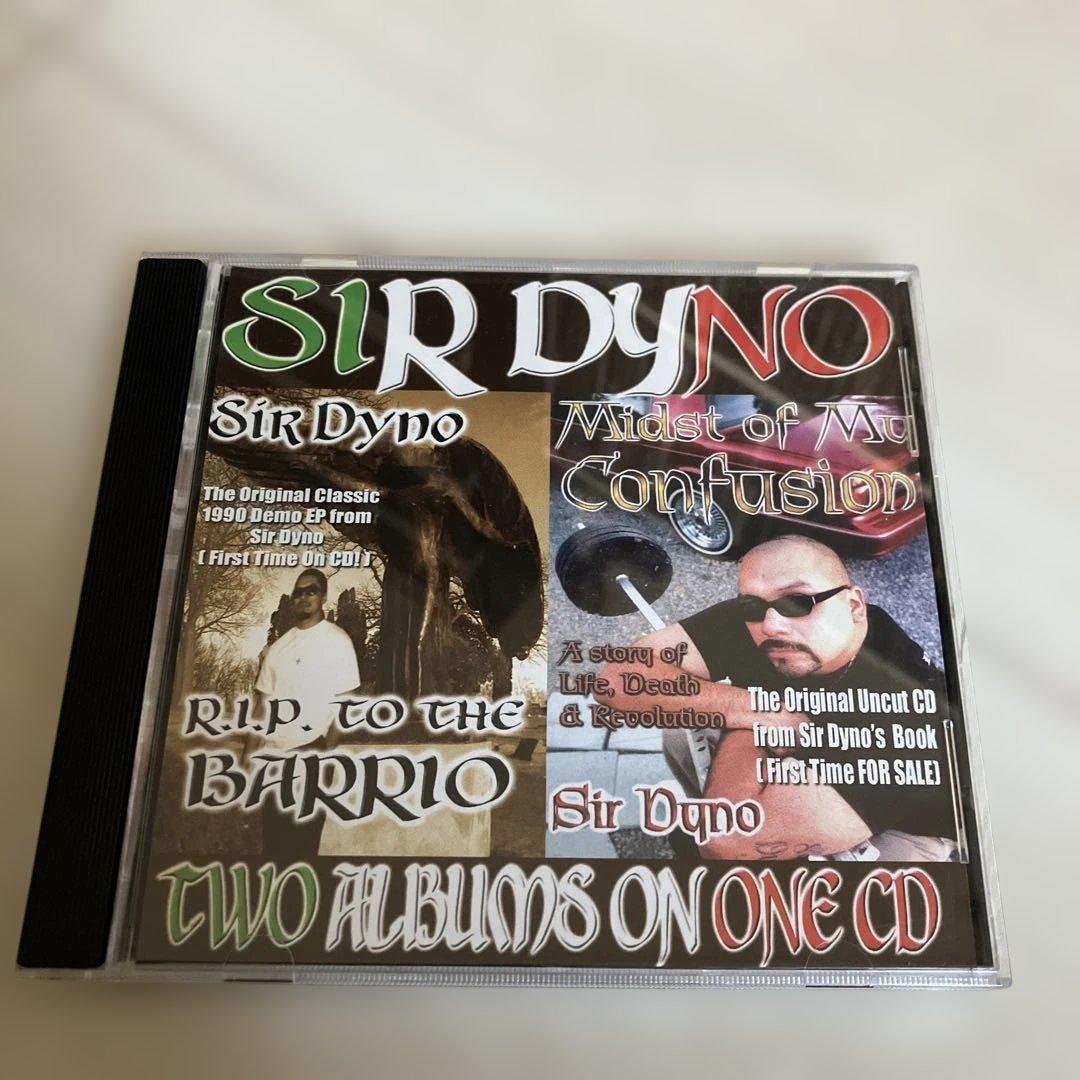 SIR DYNO
Sir Dyno
The Original Classic
1990 Demo EP from
Sir Dyno
( First Time On CD! )
R.I.P. TO THE
BARRIO
Midst of My
Confusion
A story of
Life, Death
& Revolution
The Original Uncut CD
from Sir Dyno's Book
( First Time FOR SALE)
Sir Dyno
TWO ALBUMS ON ONE CD